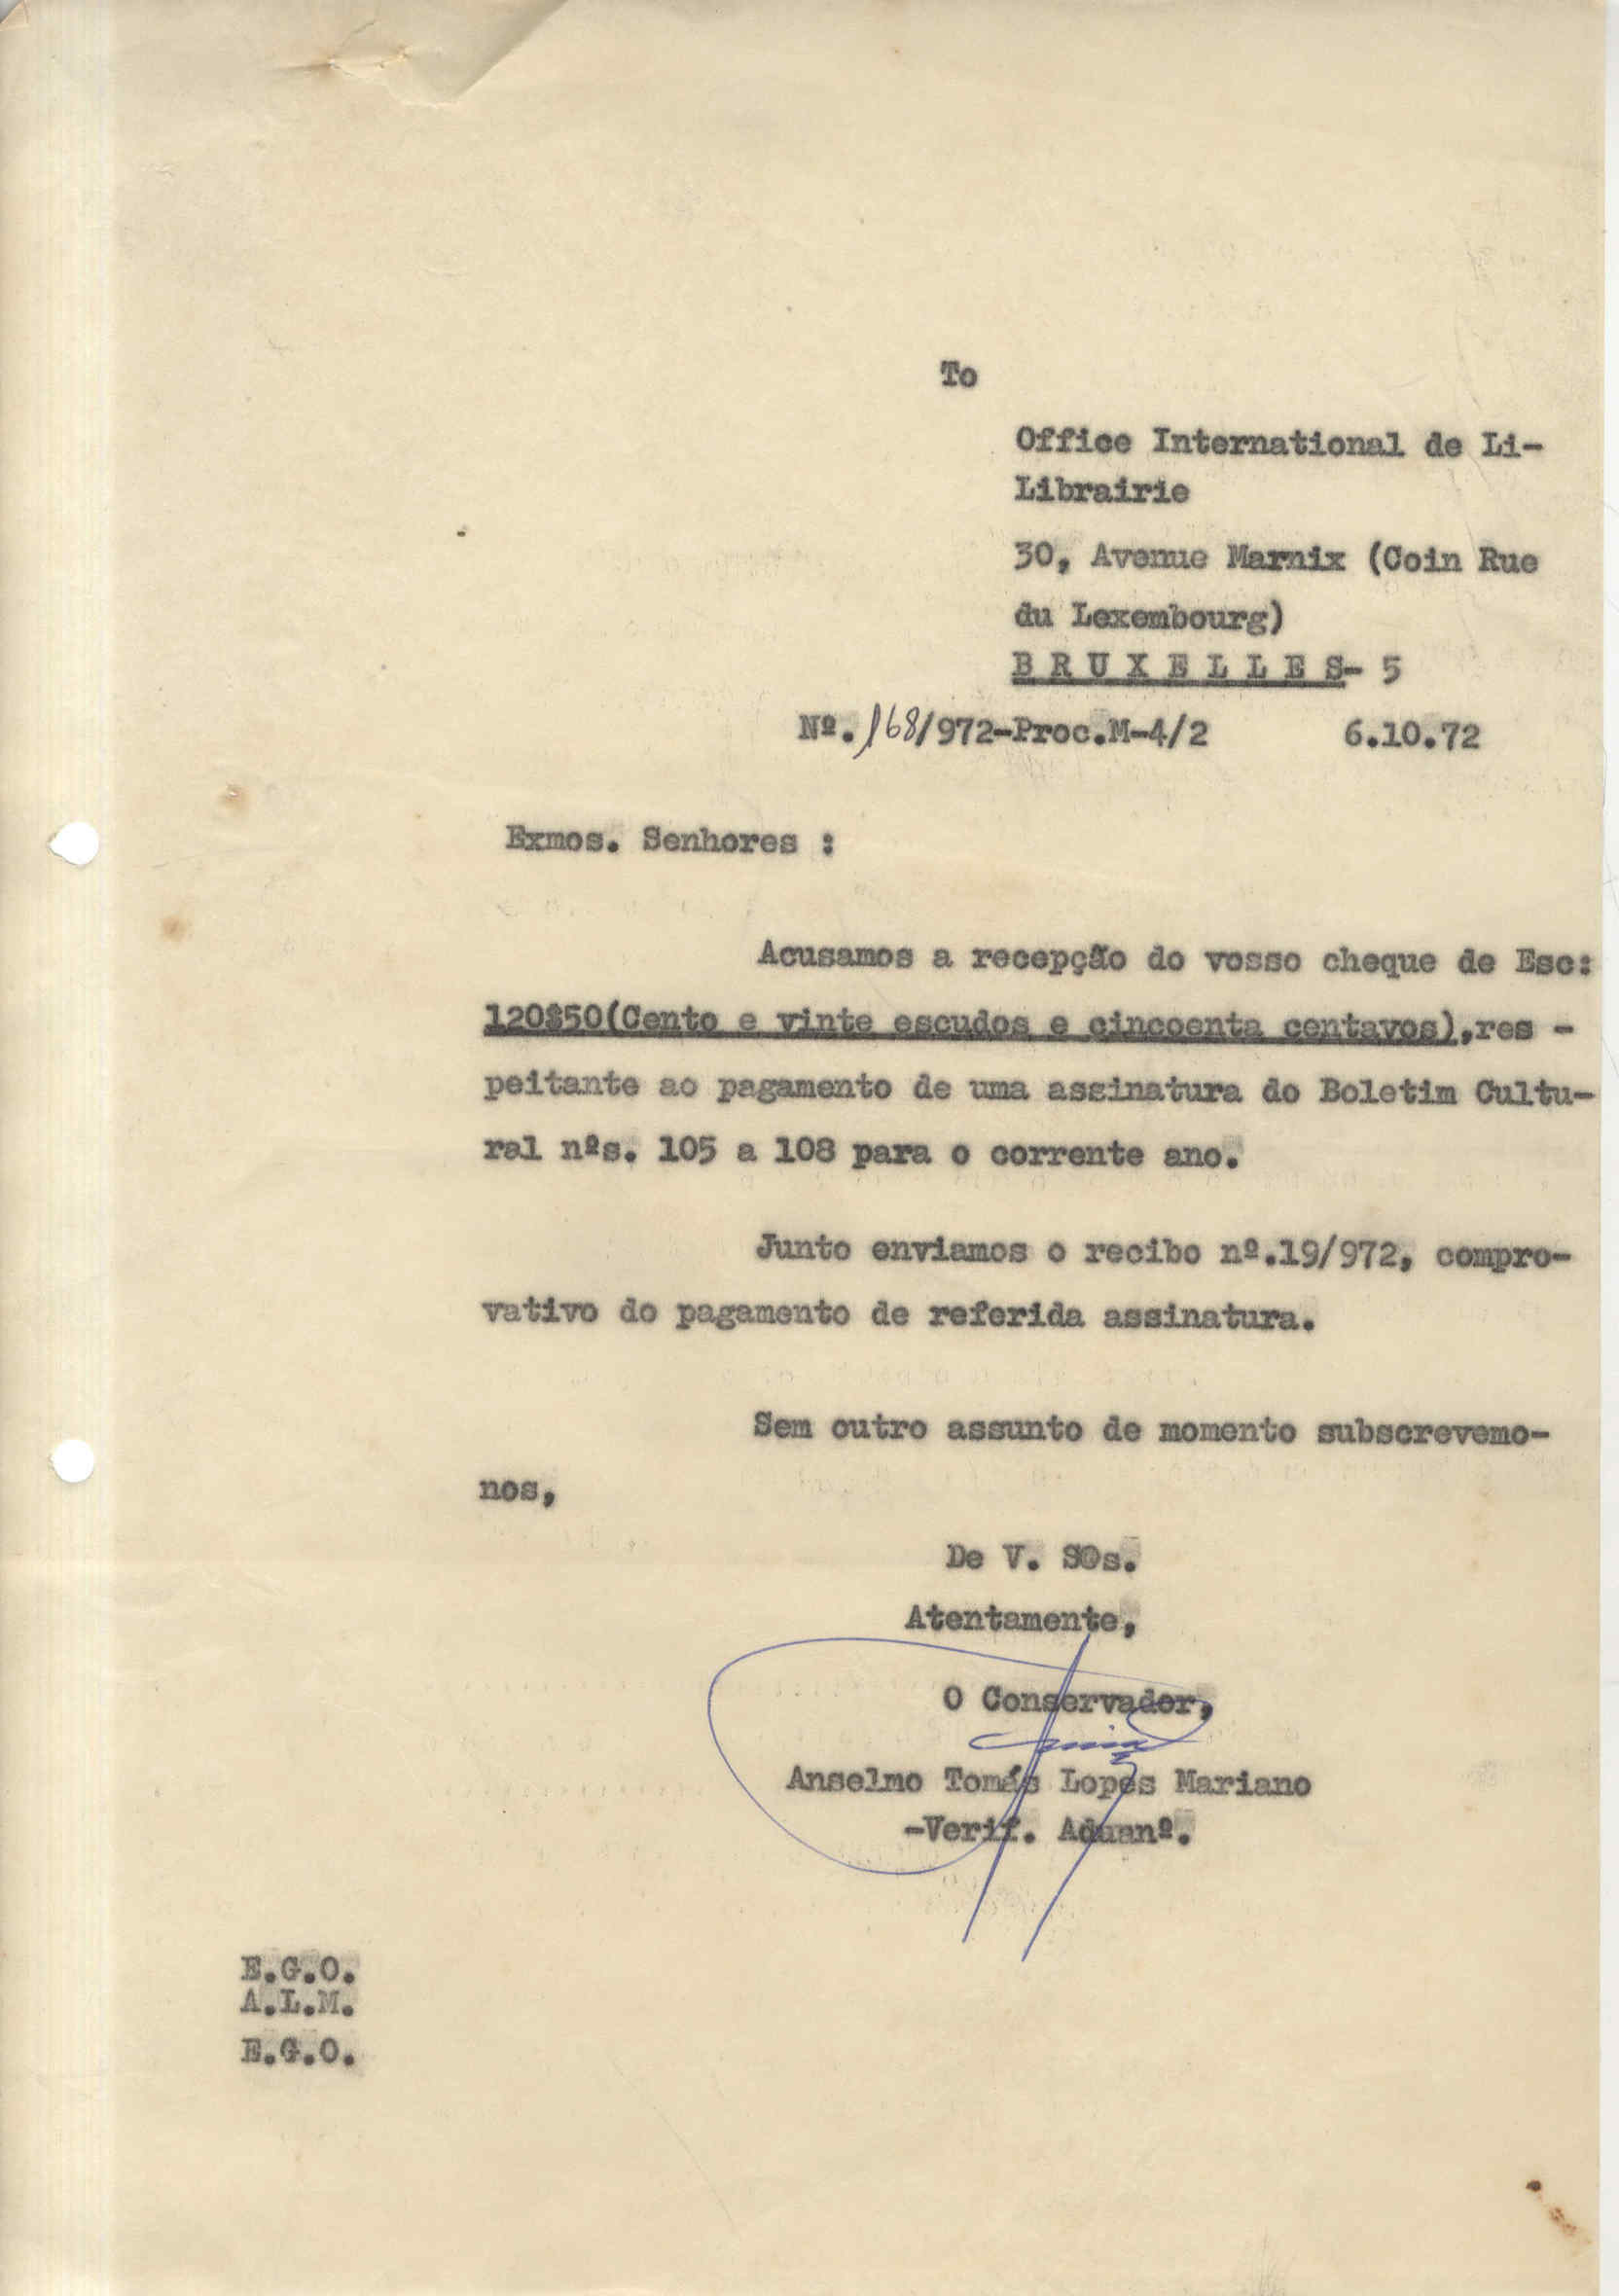 To
Office International de Li-
Librairie
30, Avenue Marnix (Coin Rue
du Lexembourg)
BRUXELLES- 5
Nº. 168/972-Proc.M-4/2 6.10.72
Exmos. Senhores :
Acusamos a recepção do vosso cheque de Esc:
120$50(Cento e vinte escudos e cincoenta centavos),res -
peitante ao pagamento de uma assinatura do Boletim Cultu-
ral nºs. 105 a 108 para o corrente ano.
Junto enviamos o recibo nº.19/972, compro-
vativo do pagamento de referida assinatura.
Sem outro assunto de momento subscrevemo-
nos,
De V. SOs.
Atentamente,
O Conservador,
Anselmo Tomás Lopes Mariano
-Verif. Aduanº.
E.G.O.
A.L.M.
E.G.O.